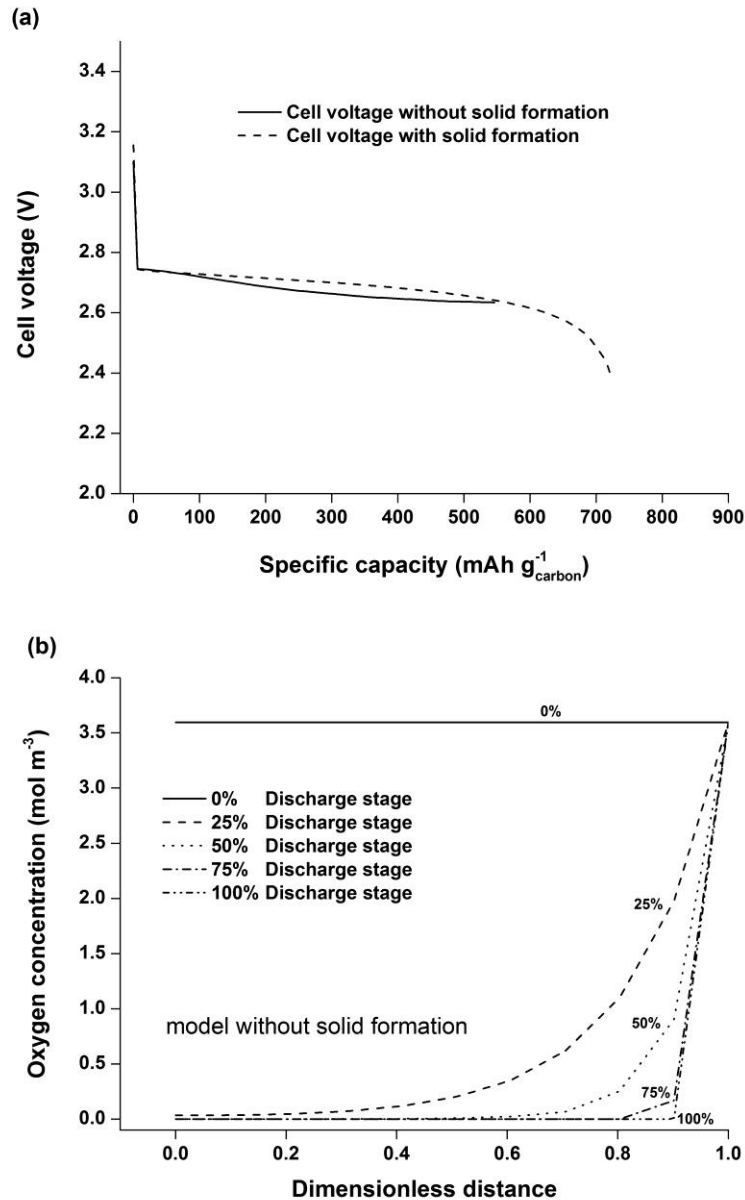 (a)
3.4
3.2
3.0
2.8
2.6
2.4
2.2
2.0
Cell voltage (V)
Cell voltage without solid formation
Cell voltage with solid formation
0 100 200 300 400 500 600 700 800 900
Specific capacity (mAh g⁻¹carbon)
(b)
4.0
3.5
3.0
2.5
2.0
1.5
1.0
0.5
0.0
Oxygen concentration (mol m⁻³)
0%
0% Discharge stage
25% Discharge stage
50% Discharge stage
75% Discharge stage
100% Discharge stage
25%
50%
75%
100%
model without solid formation
0.0 0.2 0.4 0.6 0.8 1.0
Dimensionless distance